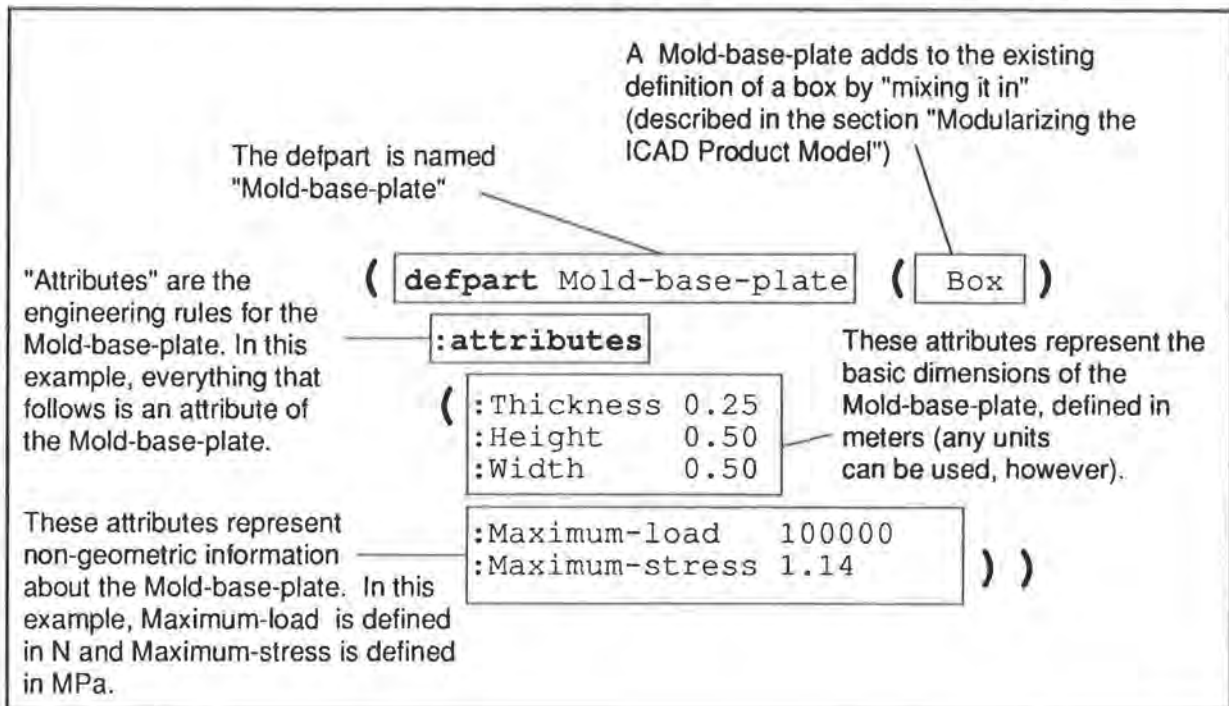 A Mold-base-plate adds to the existing
definition of a box by "mixing it in"
(described in the section "Modularizing the
ICAD Product Model")
The defpart is named
"Mold-base-plate"
( defpart Mold-base-plate ( Box )
"Attributes" are the
engineering rules for the
Mold-base-plate. In this
example, everything that
follows is an attribute of
the Mold-base-plate.
:attributes
( :Thickness 0.25
:Height 0.50
:Width 0.50
These attributes represent the
basic dimensions of the
Mold-base-plate, defined in
meters (any units
can be used, however).
These attributes represent
non-geometric information
about the Mold-base-plate. In this
example, Maximum-load is defined
in N and Maximum-stress is defined
in MPa.
:Maximum-load 100000
:Maximum-stress 1.14 ) )